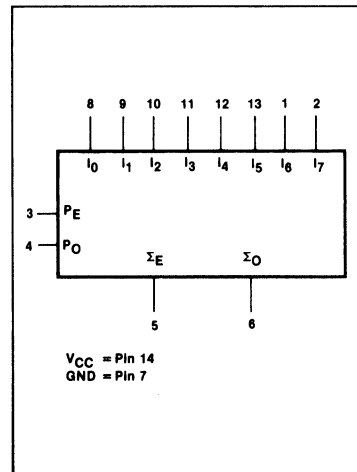 8 9 10 11 12 13 1 2
I0 I1 I2 I3 I4 I5 I6 I7
3 PE
4 PO
ΣE ΣO
5 6
VCC = Pin 14
GND = Pin 7